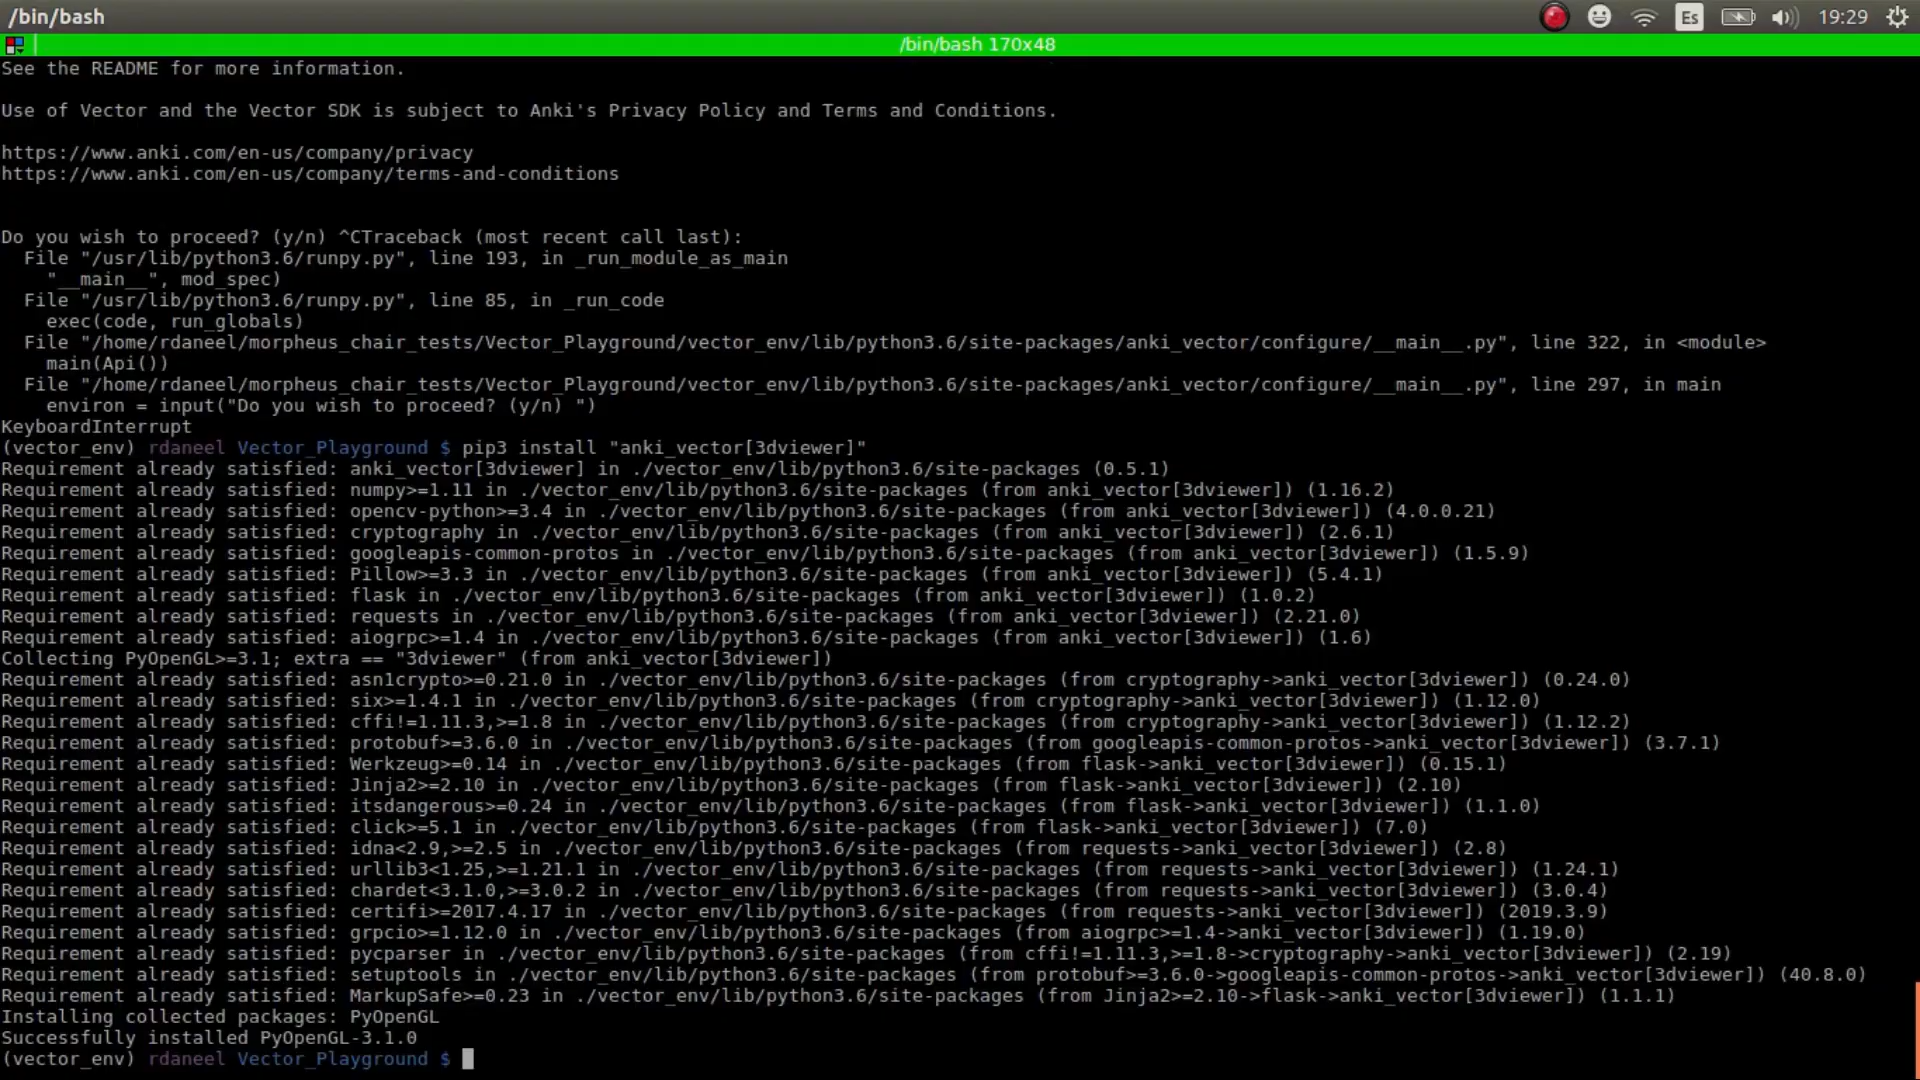 /bin/bash
Es
19:29
/bin/bash 170x48
See the README for more information.
Use of Vector and the Vector SDK is subject to Anki's Privacy Policy and Terms and Conditions.
https://www.anki.com/en-us/company/privacy
https://www.anki.com/en-us/company/terms-and-conditions
Do you wish to proceed? (y/n) ^CTraceback (most recent call last):
  File "/usr/lib/python3.6/runpy.py", line 193, in _run_module_as_main
    "__main__", mod_spec)
  File "/usr/lib/python3.6/runpy.py", line 85, in _run_code
    exec(code, run_globals)
  File "/home/rdaneel/morpheus_chair_tests/Vector_Playground/vector_env/lib/python3.6/site-packages/anki_vector/configure/__main__.py", line 322, in <module>
    main(Api())
  File "/home/rdaneel/morpheus_chair_tests/Vector_Playground/vector_env/lib/python3.6/site-packages/anki_vector/configure/__main__.py", line 297, in main
    environ = input("Do you wish to proceed? (y/n) ")
KeyboardInterrupt
(vector_env) rdaneel Vector_Playground $ pip3 install "anki_vector[3dviewer]"
Requirement already satisfied: anki_vector[3dviewer] in ./vector_env/lib/python3.6/site-packages (0.5.1)
Requirement already satisfied: numpy>=1.11 in ./vector_env/lib/python3.6/site-packages (from anki_vector[3dviewer]) (1.16.2)
Requirement already satisfied: opencv-python>=3.4 in ./vector_env/lib/python3.6/site-packages (from anki_vector[3dviewer]) (4.0.0.21)
Requirement already satisfied: cryptography in ./vector_env/lib/python3.6/site-packages (from anki_vector[3dviewer]) (2.6.1)
Requirement already satisfied: googleapis-common-protos in ./vector_env/lib/python3.6/site-packages (from anki_vector[3dviewer]) (1.5.9)
Requirement already satisfied: Pillow>=3.3 in ./vector_env/lib/python3.6/site-packages (from anki_vector[3dviewer]) (5.4.1)
Requirement already satisfied: flask in ./vector_env/lib/python3.6/site-packages (from anki_vector[3dviewer]) (1.0.2)
Requirement already satisfied: requests in ./vector_env/lib/python3.6/site-packages (from anki_vector[3dviewer]) (2.21.0)
Requirement already satisfied: aiogrpc>=1.4 in ./vector_env/lib/python3.6/site-packages (from anki_vector[3dviewer]) (1.6)
Collecting PyOpenGL>=3.1; extra == "3dviewer" (from anki_vector[3dviewer])
Requirement already satisfied: asn1crypto>=0.21.0 in ./vector_env/lib/python3.6/site-packages (from cryptography->anki_vector[3dviewer]) (0.24.0)
Requirement already satisfied: six>=1.4.1 in ./vector_env/lib/python3.6/site-packages (from cryptography->anki_vector[3dviewer]) (1.12.0)
Requirement already satisfied: cffi!=1.11.3,>=1.8 in ./vector_env/lib/python3.6/site-packages (from cryptography->anki_vector[3dviewer]) (1.12.2)
Requirement already satisfied: protobuf>=3.6.0 in ./vector_env/lib/python3.6/site-packages (from googleapis-common-protos->anki_vector[3dviewer]) (3.7.1)
Requirement already satisfied: Werkzeug>=0.14 in ./vector_env/lib/python3.6/site-packages (from flask->anki_vector[3dviewer]) (0.15.1)
Requirement already satisfied: Jinja2>=2.10 in ./vector_env/lib/python3.6/site-packages (from flask->anki_vector[3dviewer]) (2.10)
Requirement already satisfied: itsdangerous>=0.24 in ./vector_env/lib/python3.6/site-packages (from flask->anki_vector[3dviewer]) (1.1.0)
Requirement already satisfied: click>=5.1 in ./vector_env/lib/python3.6/site-packages (from flask->anki_vector[3dviewer]) (7.0)
Requirement already satisfied: idna<2.9,>=2.5 in ./vector_env/lib/python3.6/site-packages (from requests->anki_vector[3dviewer]) (2.8)
Requirement already satisfied: urllib3<1.25,>=1.21.1 in ./vector_env/lib/python3.6/site-packages (from requests->anki_vector[3dviewer]) (1.24.1)
Requirement already satisfied: chardet<3.1.0,>=3.0.2 in ./vector_env/lib/python3.6/site-packages (from requests->anki_vector[3dviewer]) (3.0.4)
Requirement already satisfied: certifi>=2017.4.17 in ./vector_env/lib/python3.6/site-packages (from requests->anki_vector[3dviewer]) (2019.3.9)
Requirement already satisfied: grpcio>=1.12.0 in ./vector_env/lib/python3.6/site-packages (from aiogrpc>=1.4->anki_vector[3dviewer]) (1.19.0)
Requirement already satisfied: pycparser in ./vector_env/lib/python3.6/site-packages (from cffi!=1.11.3,>=1.8->cryptography->anki_vector[3dviewer]) (2.19)
Requirement already satisfied: setuptools in ./vector_env/lib/python3.6/site-packages (from protobuf>=3.6.0->googleapis-common-protos->anki_vector[3dviewer]) (40.8.0)
Requirement already satisfied: MarkupSafe>=0.23 in ./vector_env/lib/python3.6/site-packages (from Jinja2>=2.10->flask->anki_vector[3dviewer]) (1.1.1)
Installing collected packages: PyOpenGL
Successfully installed PyOpenGL-3.1.0
(vector_env) rdaneel Vector_Playground $